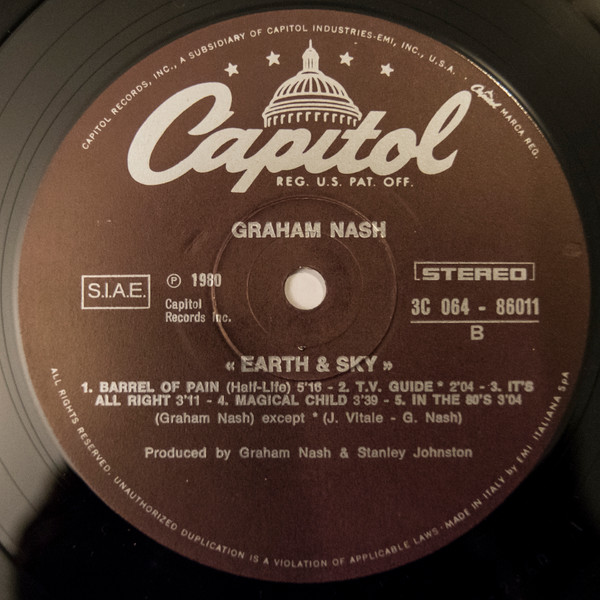 CAPITOL RECORDS, INC., A SUBSIDIARY OF CAPITOL INDUSTRIES-EMI, INC., U.S.A.
Capitol MARCA REG.
Capitol
REG. U.S. PAT. OFF.
GRAHAM NASH
S.I.A.E.
Ⓟ 1980
Capitol
Records Inc.
STEREO
3C 064 - 86011
B
« EARTH & SKY »
1. BARREL OF PAIN (Half-Life) 5'16 - 2. T.V. GUIDE * 2'04 - 3. IT'S
ALL RIGHT 3'11 - 4. MAGICAL CHILD 3'39 - 5. IN THE 80'S 3'04
(Graham Nash) except * (J. Vitale - G. Nash)
Produced by Graham Nash & Stanley Johnston
ALL RIGHTS RESERVED. UNAUTHORIZED DUPLICATION IS A VIOLATION OF APPLICABLE LAWS - MADE IN ITALY by EMI ITALIANA SpA